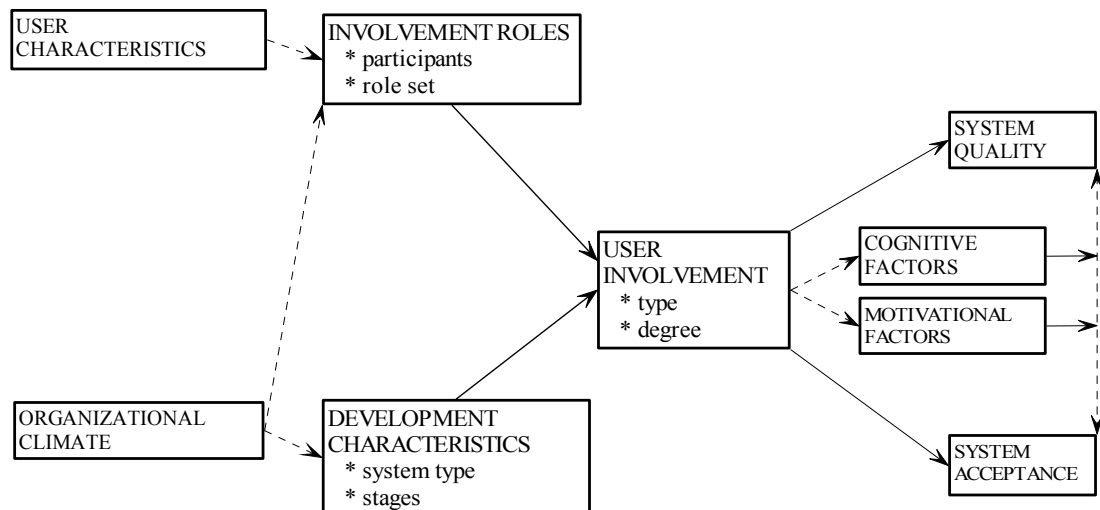 USER
CHARACTERISTICS
INVOLVEMENT ROLES
* participants
* role set
SYSTEM
QUALITY
USER
INVOLVEMENT
* type
* degree
COGNITIVE
FACTORS
MOTIVATIONAL
FACTORS
ORGANIZATIONAL
CLIMATE
DEVELOPMENT
CHARACTERISTICS
* system type
* stages
SYSTEM
ACCEPTANCE